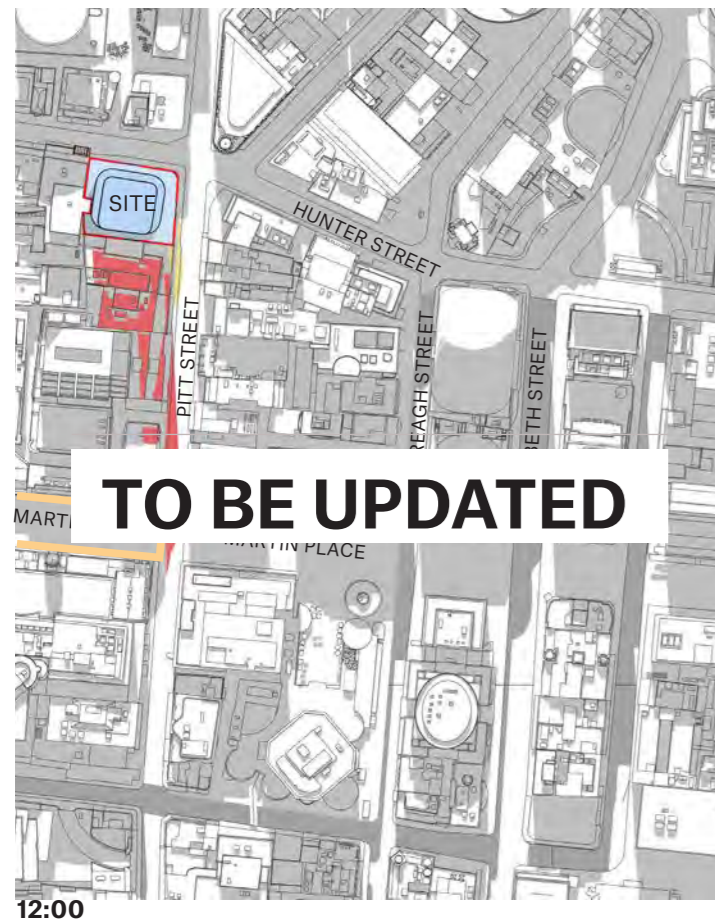 SITE
HUNTER STREET
PITT STREET
REAGH STREET
BETH STREET
TO BE UPDATED
MARTI
MARTIN PLACE
12:00